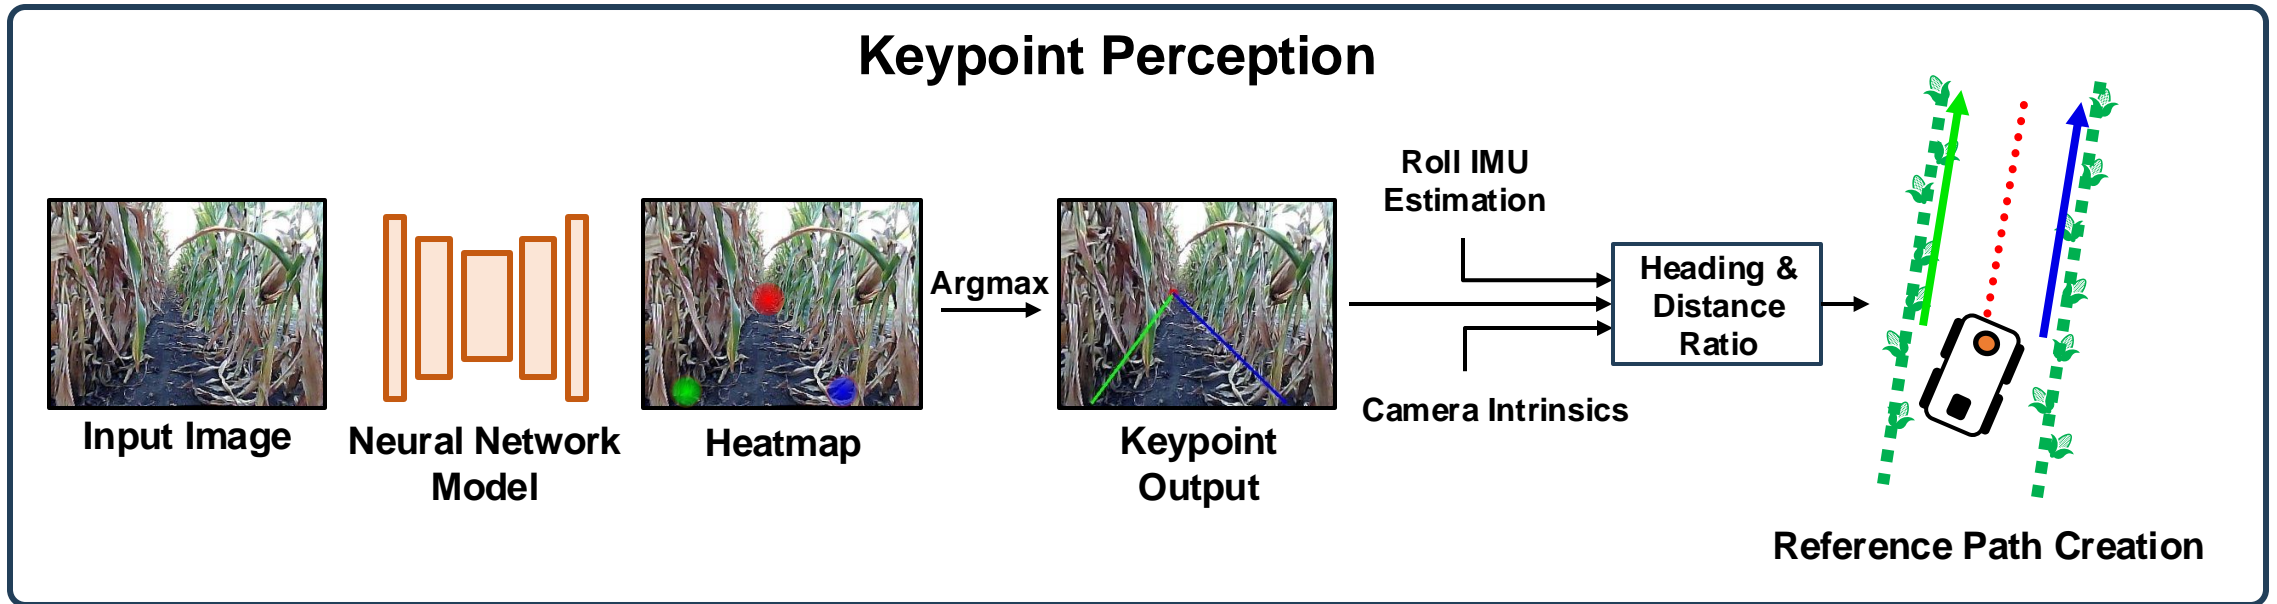 Keypoint Perception
Input Image
Neural Network
Model
Heatmap
Argmax
Keypoint
Output
Roll IMU
Estimation
Camera Intrinsics
Heading &
Distance
Ratio
Reference Path Creation